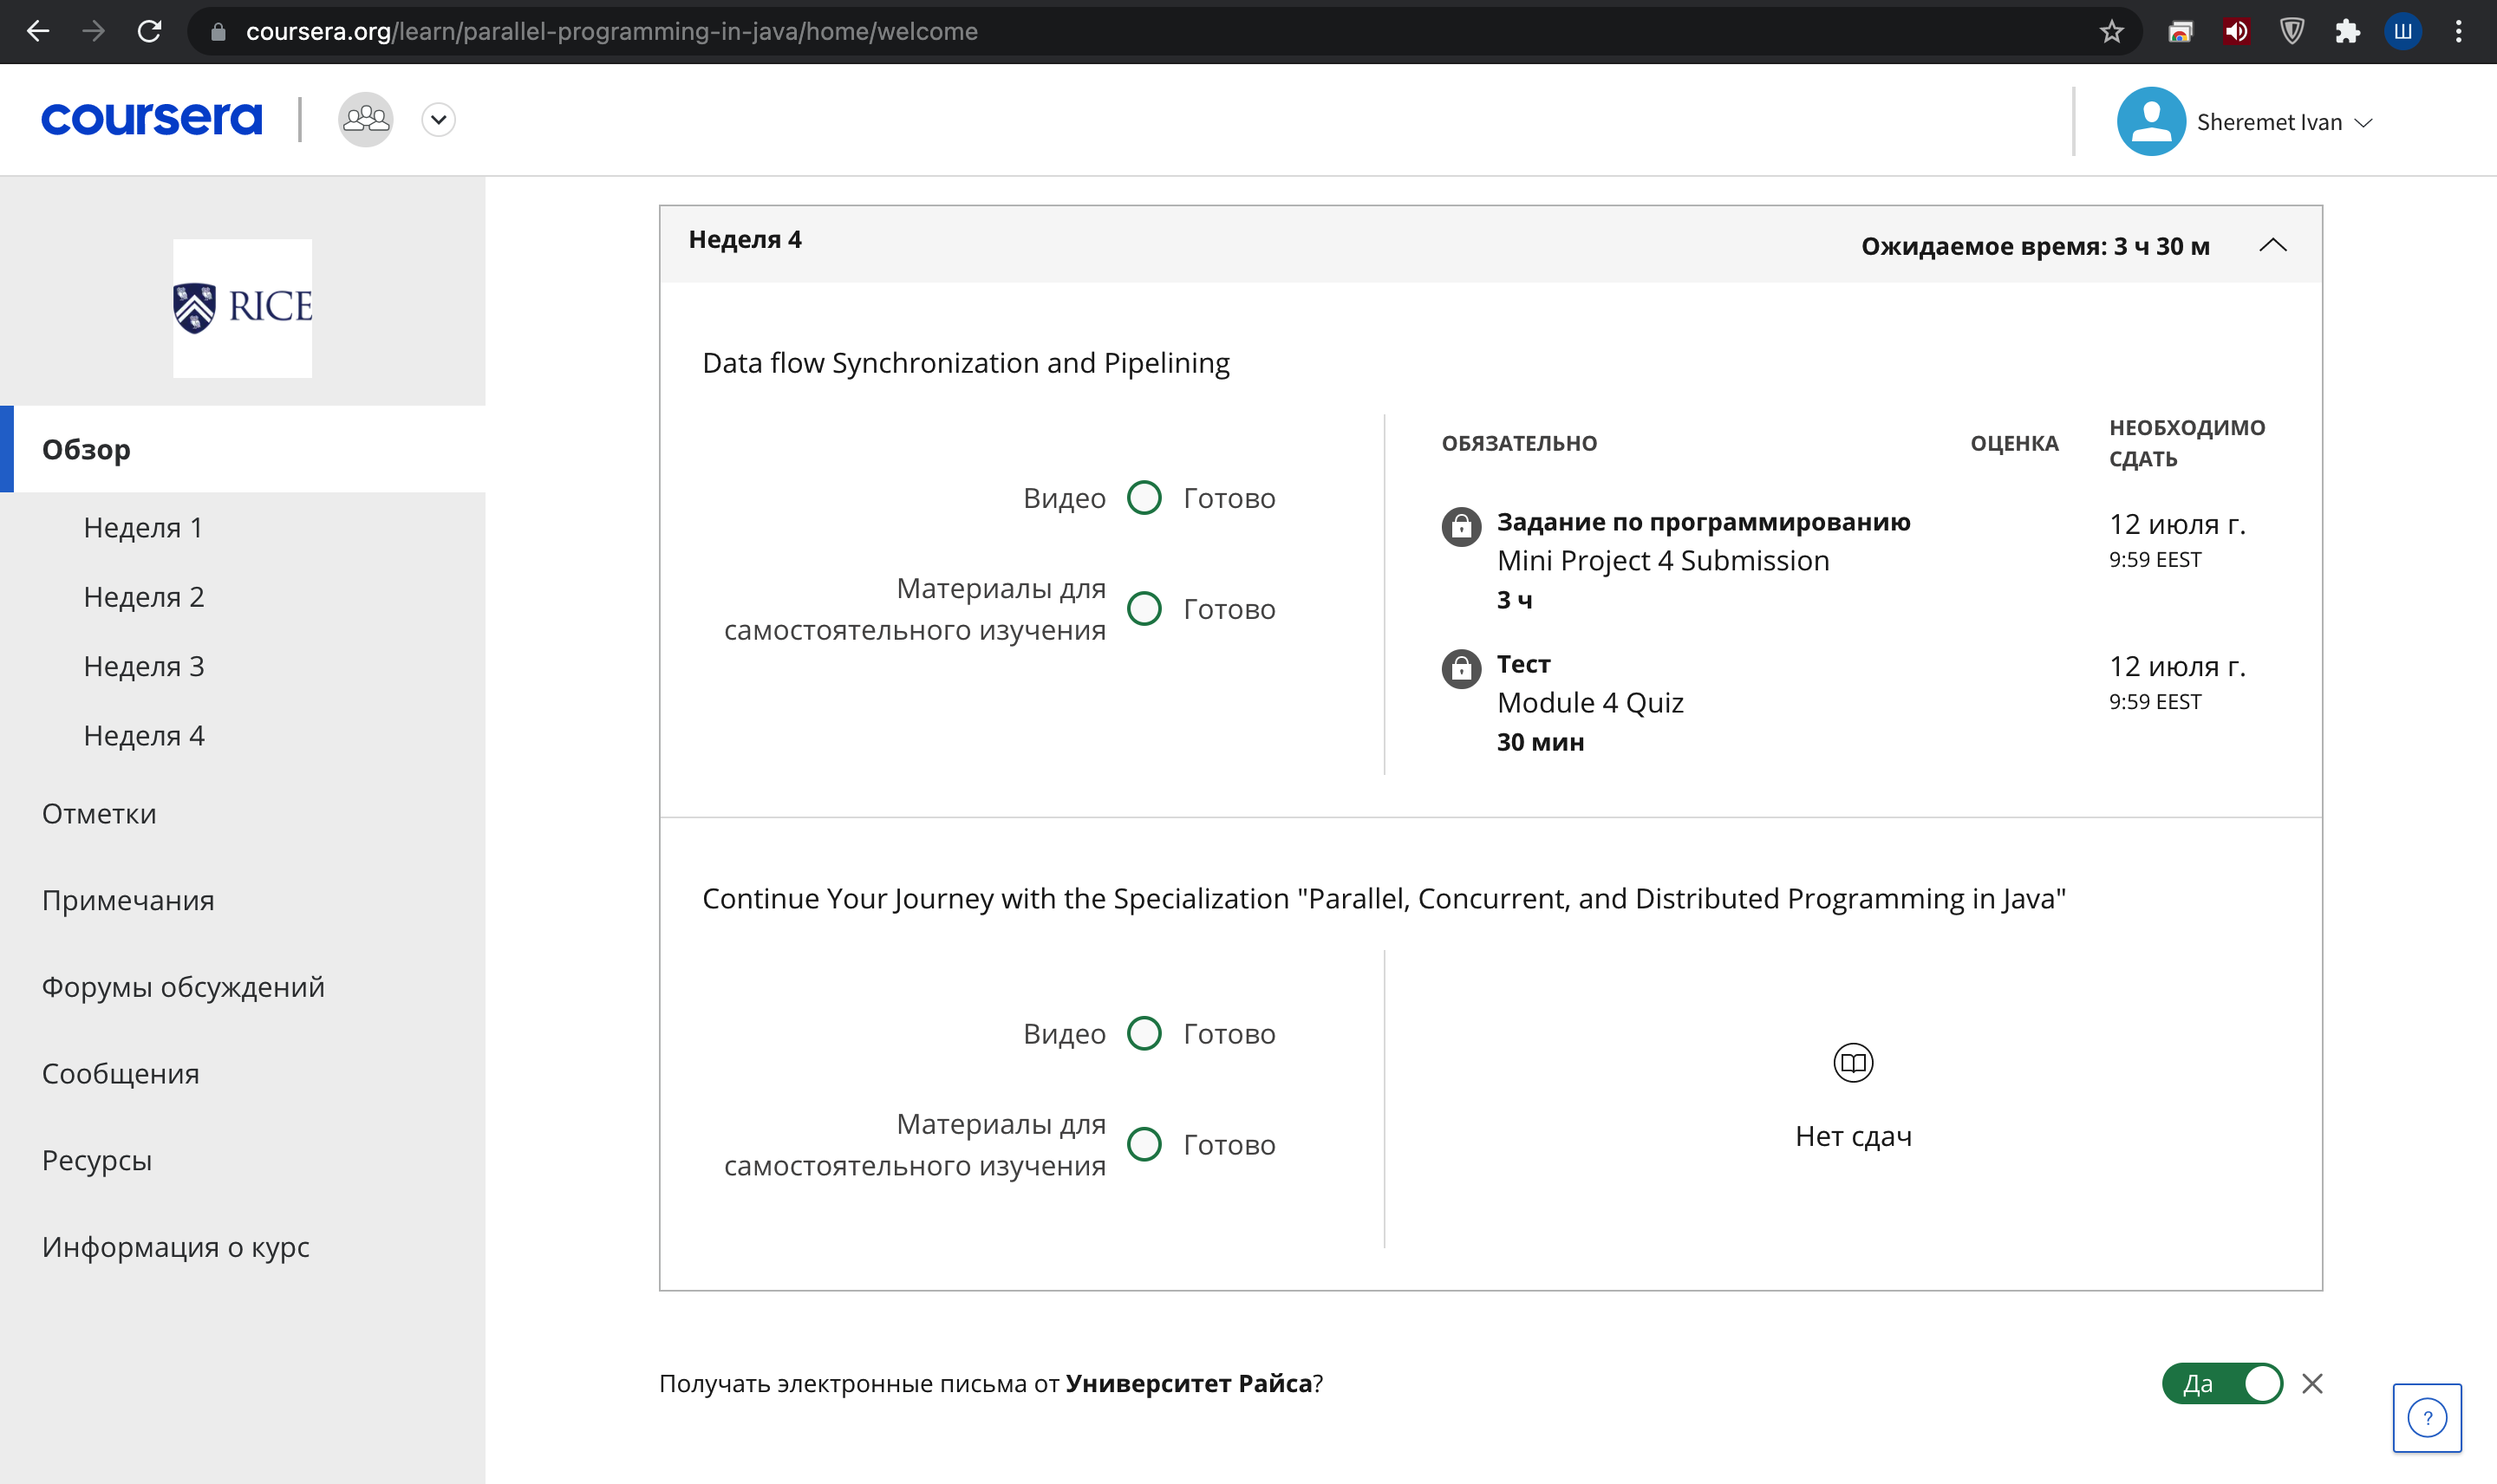 coursera.org/learn/parallel-programming-in-java/home/welcome
Ш
coursera
Sheremet Ivan
RICE
Обзор
Неделя 1
Неделя 2
Неделя 3
Неделя 4
Отметки
Примечания
Форумы обсуждений
Сообщения
Ресурсы
Информация о курс
Неделя 4
Ожидаемое время: 3 ч 30 м
Data flow Synchronization and Pipelining
Видео
Готово
Материалы для
самостоятельного изучения
Готово
ОБЯЗАТЕЛЬНО
ОЦЕНКА
НЕОБХОДИМО
СДАТЬ
Задание по программированию
Mini Project 4 Submission
3 ч
12 июля г.
9:59 EEST
Тест
Module 4 Quiz
30 мин
12 июля г.
9:59 EEST
Continue Your Journey with the Specialization "Parallel, Concurrent, and Distributed Programming in Java"
Видео
Готово
Материалы для
самостоятельного изучения
Готово
Нет сдач
Получать электронные письма от Университет Райса?
Да
?